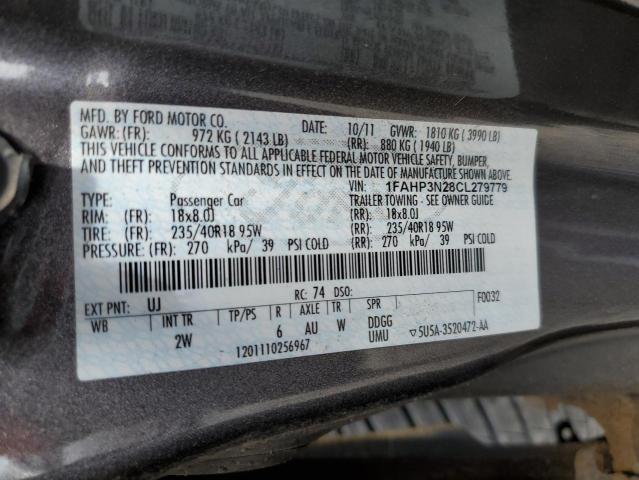 MFD. BY FORD MOTOR CO.
DATE: 10/11 GVWR: 1810 KG ( 3990 LB)
GAWR: (FR): 972 KG ( 2143 LB) (RR): 880 KG ( 1940 LB)
THIS VEHICLE CONFORMS TO ALL APPLICABLE FEDERAL MOTOR VEHICLE SAFETY, BUMPER,
AND THEFT PREVENTION STANDARDS IN EFFECT ON THE DATE OF MANUFACTURE SHOWN ABOVE.
VIN: 1FAHP3N28CL279779
TYPE: Passenger Car TRAILER TOWING - SEE OWNER GUIDE
RIM: (FR): 18x8.0J (RR): 18x8.0J
TIRE: (FR): 235/40R18 95W (RR): 235/40R18 95W
PRESSURE: (FR): 270 kPa/ 39 PSI COLD (RR): 270 kPa/ 39 PSI COLD
EXT PNT: UJ RC: 74 DSO: F0032
WB INT TR TP/PS R AXLE TR SPR
2W 6 AU W DDGG
UMU ▽5U5A-3520472-AA
1201110256967